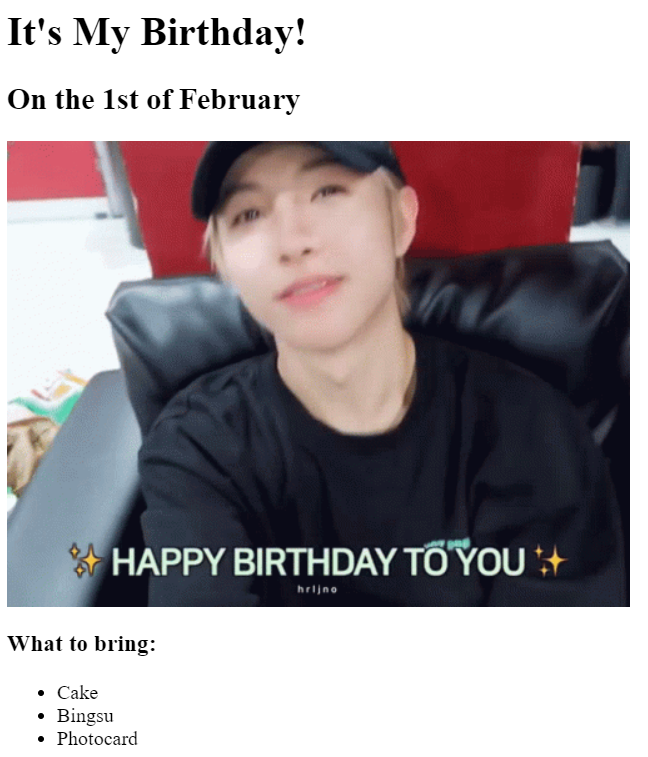 It's My Birthday!
On the 1st of February
✨ HAPPY BIRTHDAY TO YOU ✨
hrljno
What to bring:
• Cake
• Bingsu
• Photocard